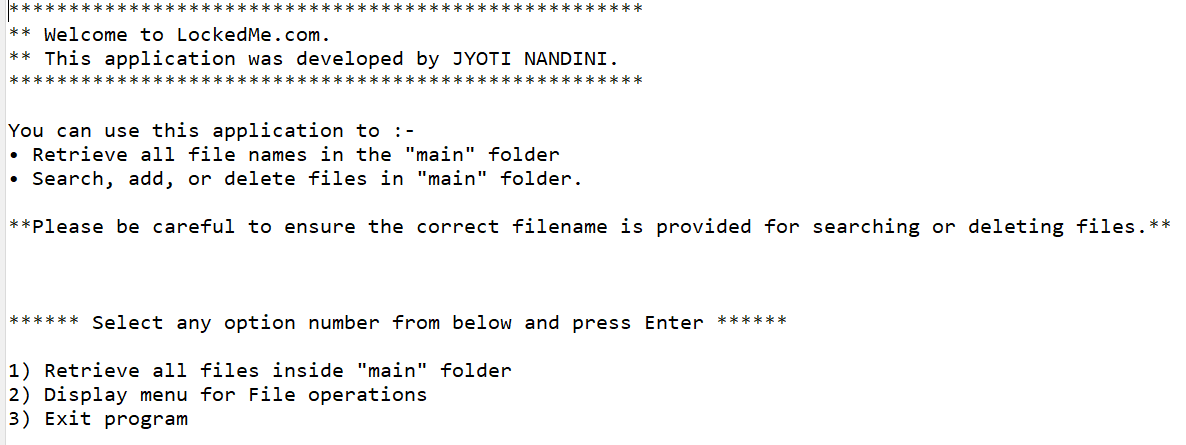 *****************************************************
** Welcome to LockedMe.com.
** This application was developed by JYOTI NANDINI.
*****************************************************
You can use this application to :-
• Retrieve all file names in the "main" folder
• Search, add, or delete files in "main" folder.
**Please be careful to ensure the correct filename is provided for searching or deleting files.**
****** Select any option number from below and press Enter ******
1) Retrieve all files inside "main" folder
2) Display menu for File operations
3) Exit program